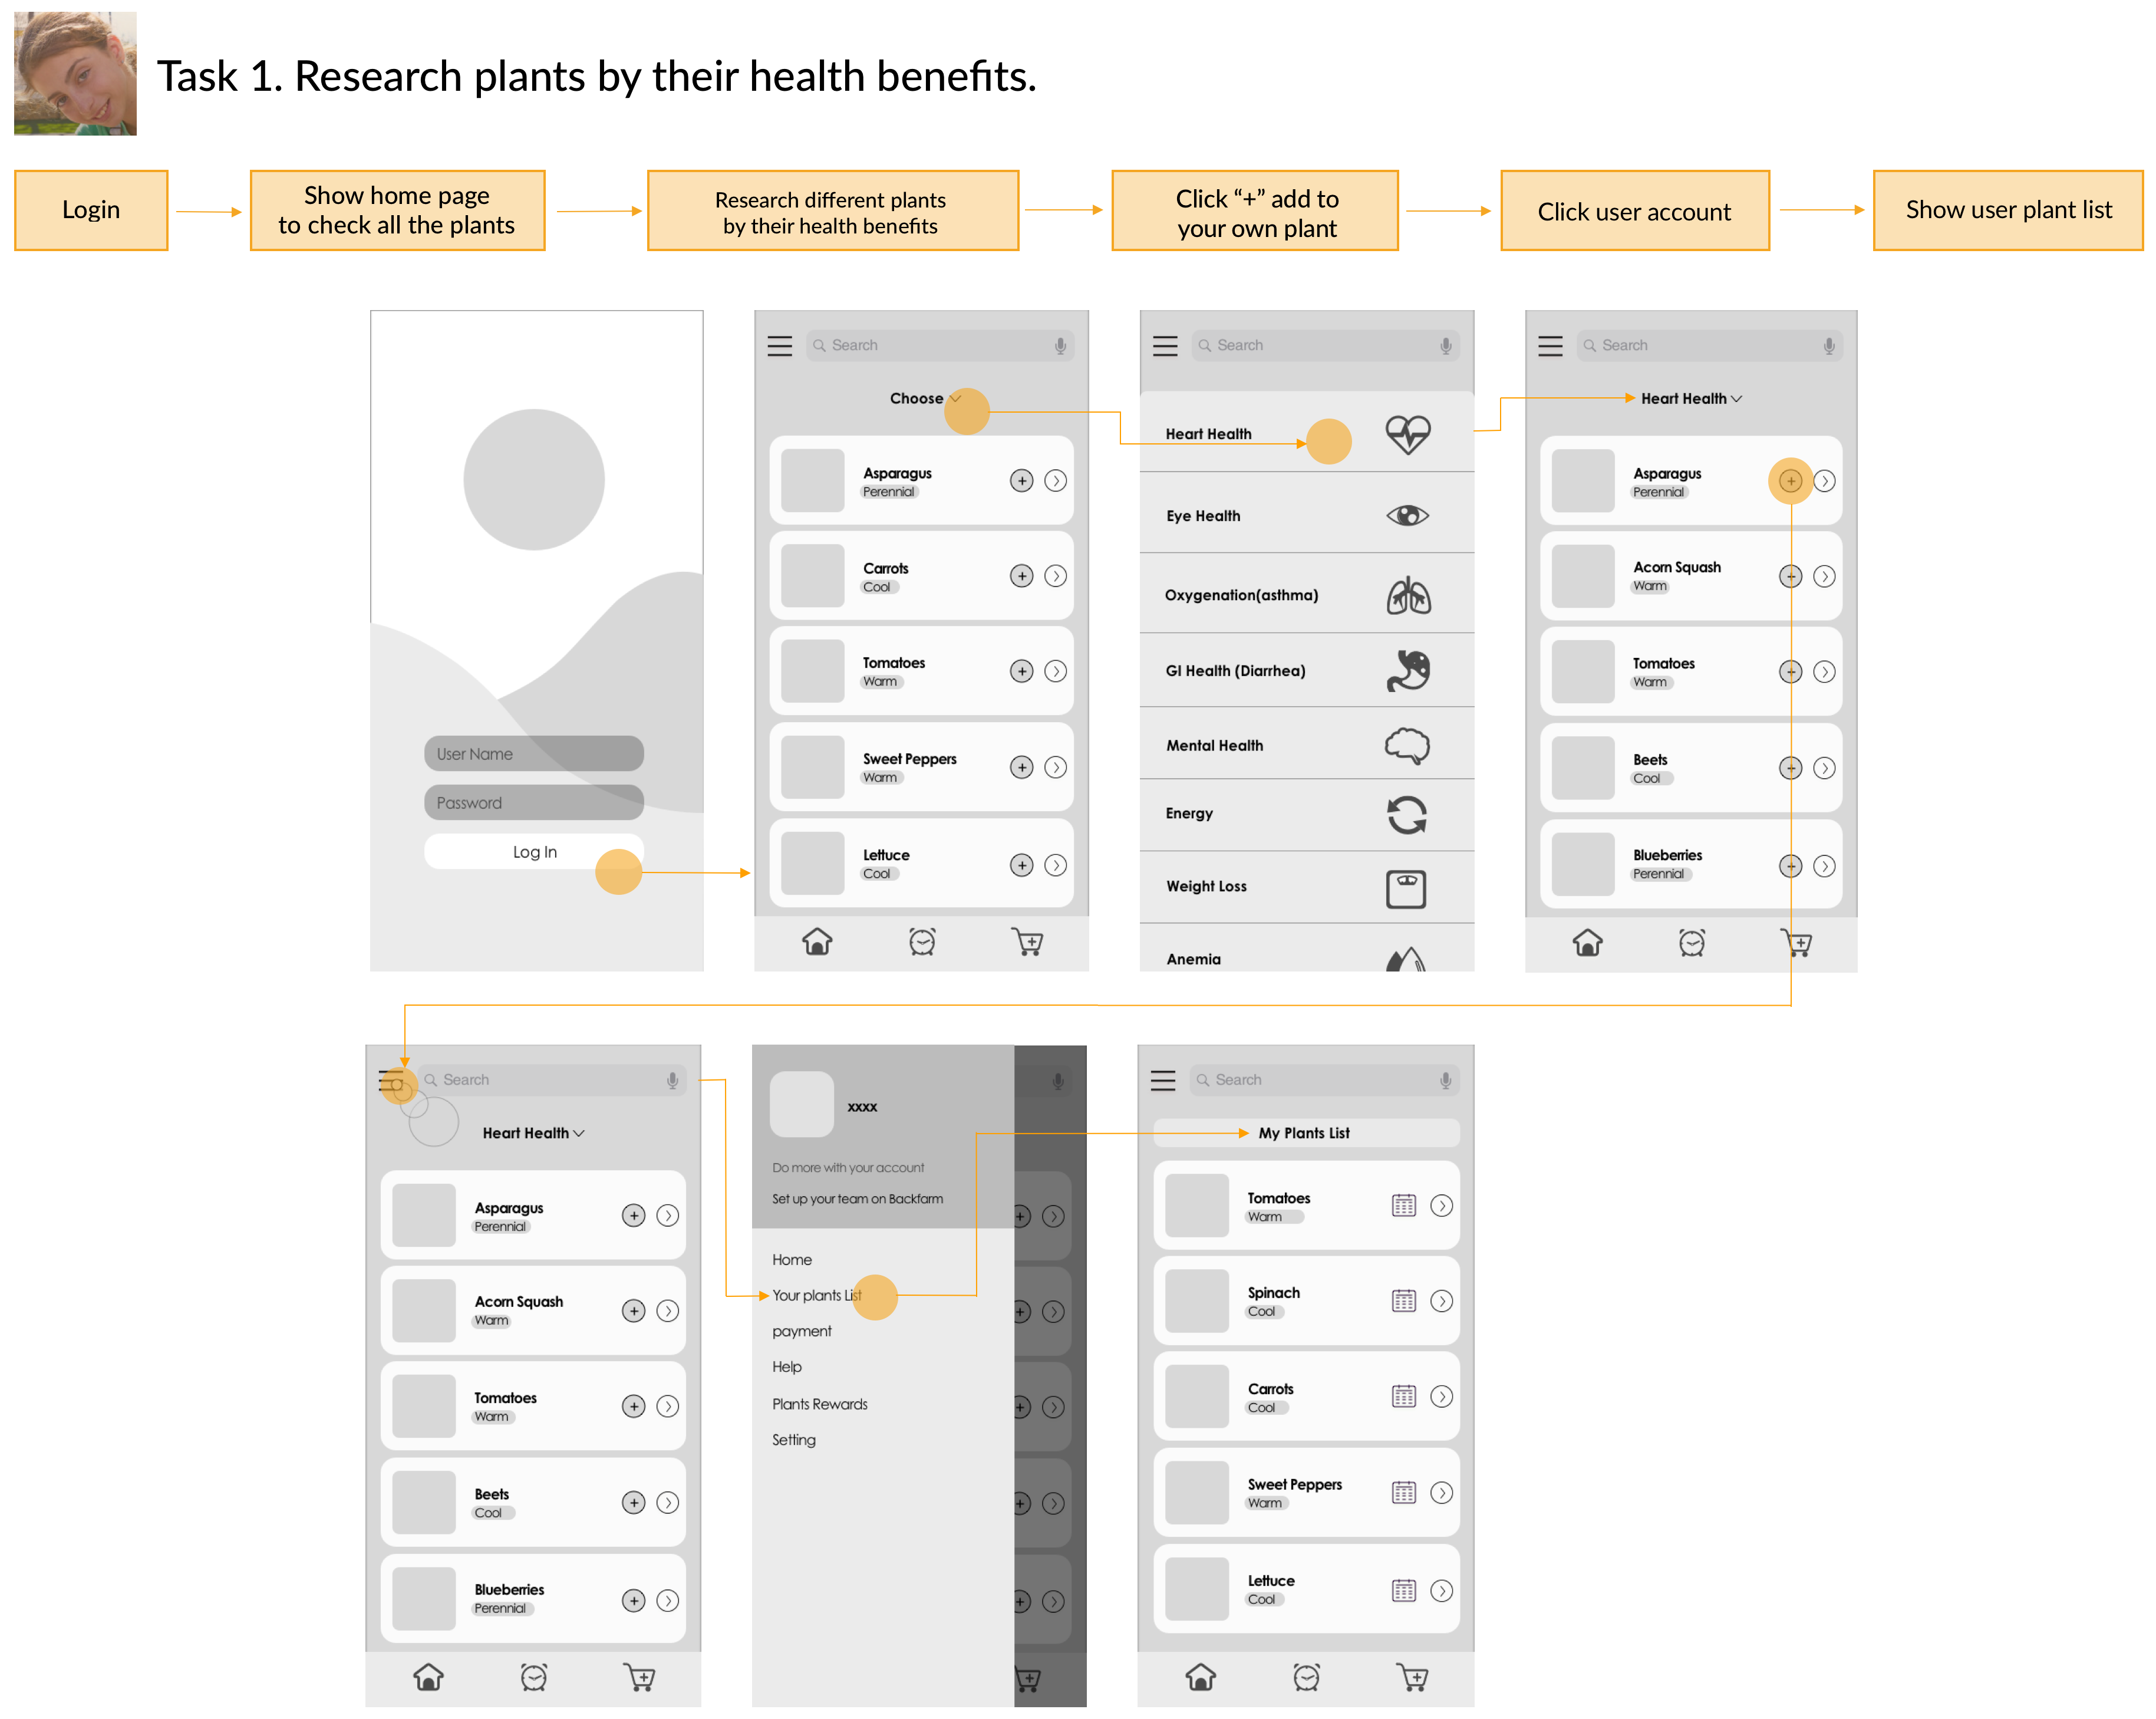 Task 1. Research plants by their health benefits.
Login
Show home page
to check all the plants
Research different plants
by their health benefits
Click “+” add to
your own plant
Click user account
Show user plant list
User Name
Password
Log In
Search
Choose
Asparagus
Perennial
Carrots
Cool
Tomatoes
Warm
Sweet Peppers
Warm
Lettuce
Cool
Search
Heart Health
Eye Health
Oxygenation(asthma)
GI Health (Diarrhea)
Mental Health
Energy
Weight Loss
Anemia
Search
Heart Health
Asparagus
Perennial
Acorn Squash
Warm
Tomatoes
Warm
Beets
Cool
Blueberries
Perennial
Search
Heart Health
Asparagus
Perennial
Acorn Squash
Warm
Tomatoes
Warm
Beets
Cool
Blueberries
Perennial
xxxx
Do more with your account
Set up your team on Backfarm
Home
Your plants List
payment
Help
Plants Rewards
Setting
Search
My Plants List
Tomatoes
Warm
Spinach
Cool
Carrots
Cool
Sweet Peppers
Warm
Lettuce
Cool